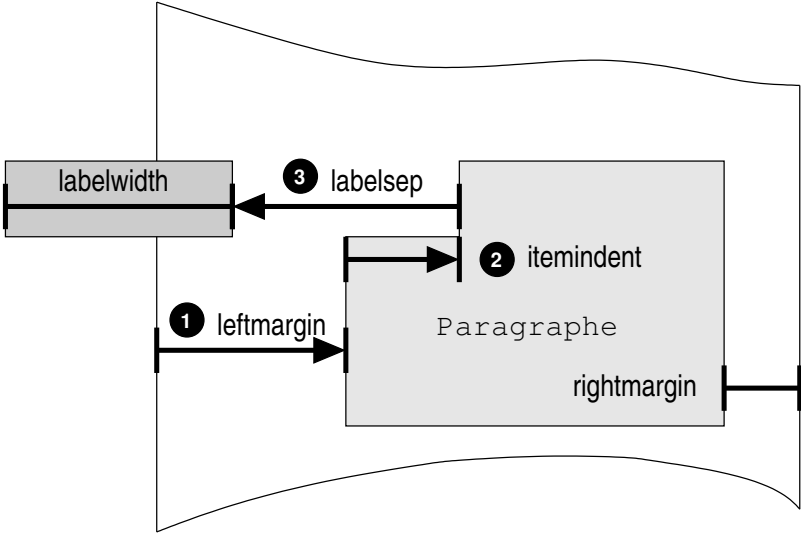 labelwidth
3 labelsep
2 itemindent
1 leftmargin
Paragraphe
rightmargin